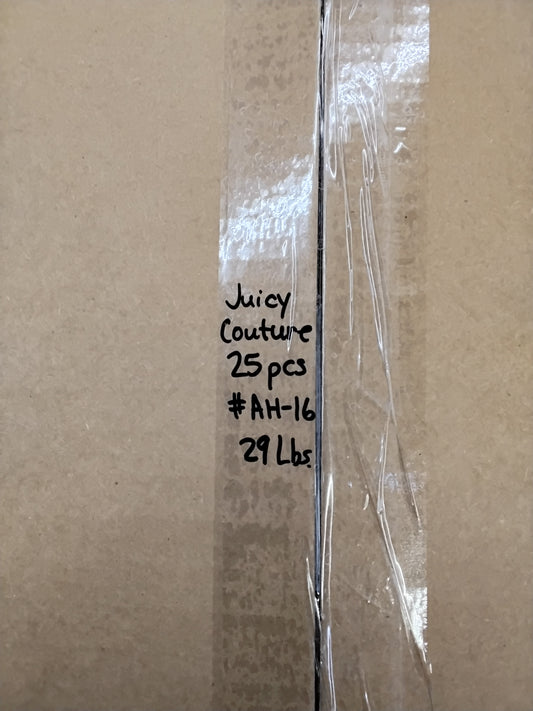 Juicy
Couture
25 pcs
#AH-16
29 Lbs.